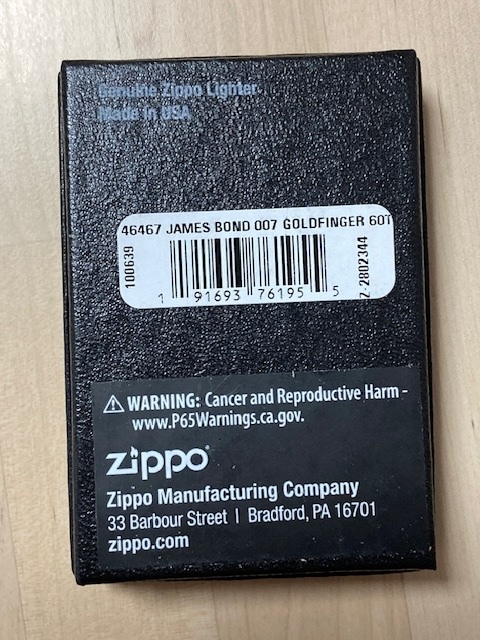 Genuine Zippo Lighter
Made in USA
46467 JAMES BOND 007 GOLDFINGER 60T
100639
Z-2802344
1 91693 76195 5
⚠ WARNING: Cancer and Reproductive Harm -
www.P65Warnings.ca.gov.
zippo
Zippo Manufacturing Company
33 Barbour Street | Bradford, PA 16701
zippo.com